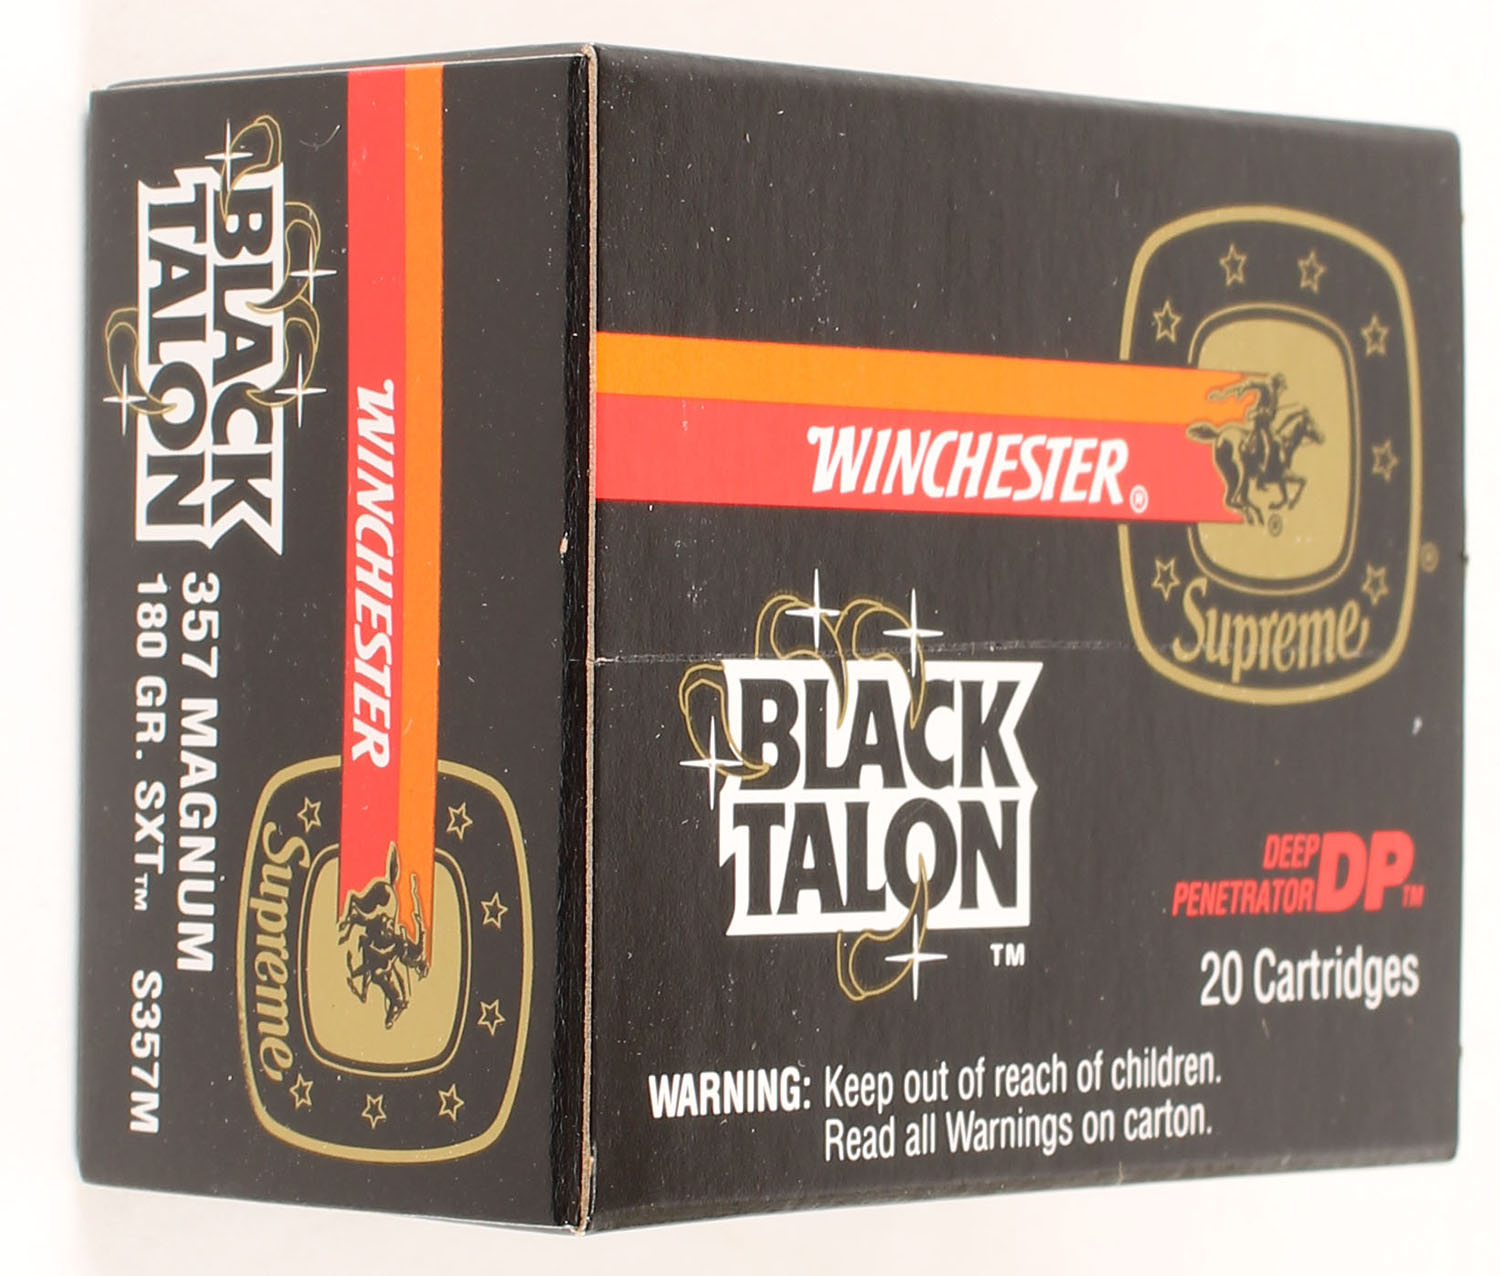 BLACK
TALON
357 MAGNUM
180 GR. SXT™ S357M
WINCHESTER
Supreme
WINCHESTER®
®
Supreme
®
BLACK
TALON
™
DEEP
PENETRATOR DP™
20 Cartridges
WARNING: Keep out of reach of children.
Read all Warnings on carton.